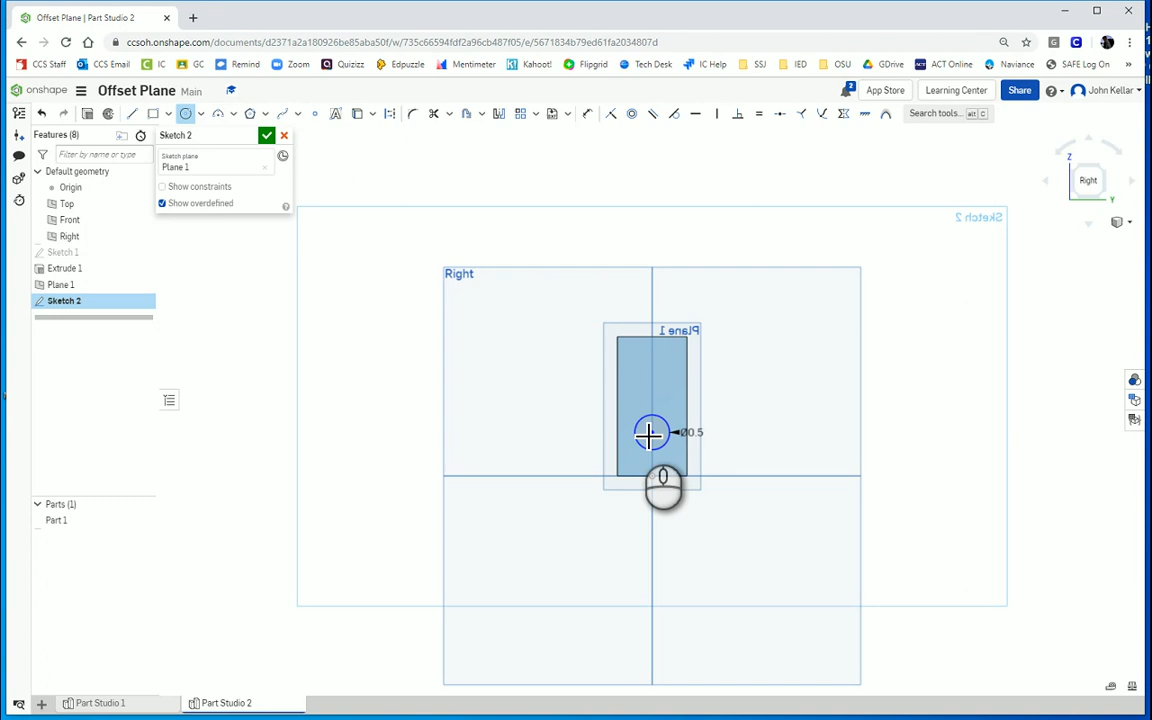 Offset Plane | Part Studio 2
ccsoh.onshape.com/documents/d2371a2a180926be85aba50f/w/735c66594fdf2a96cb487f05/e/5671834b79ed61fa2034807d
CCS Staff CCS Email IC GC Remind Zoom Quizizz Edpuzzle Mentimeter Kahoot! Flipgrid Tech Desk IC Help SSJ IED OSU GDrive ACT Online Naviance SAFE Log On »
onshape Offset Plane Main 2 App Store Learning Center Share John Kellar
Search tools... alt C
Features (8)
Sketch 2
Filter by name or type
Sketch plane
Plane 1
Default geometry
Show constraints
Origin
Show overdefined
Top
Front
Right
Sketch 1
Extrude 1
Plane 1
Sketch 2
Z
Right
Y
Sketch 2
Right
Plane 1
Ø0.5
Parts (1)
Part 1
Part Studio 1 Part Studio 2